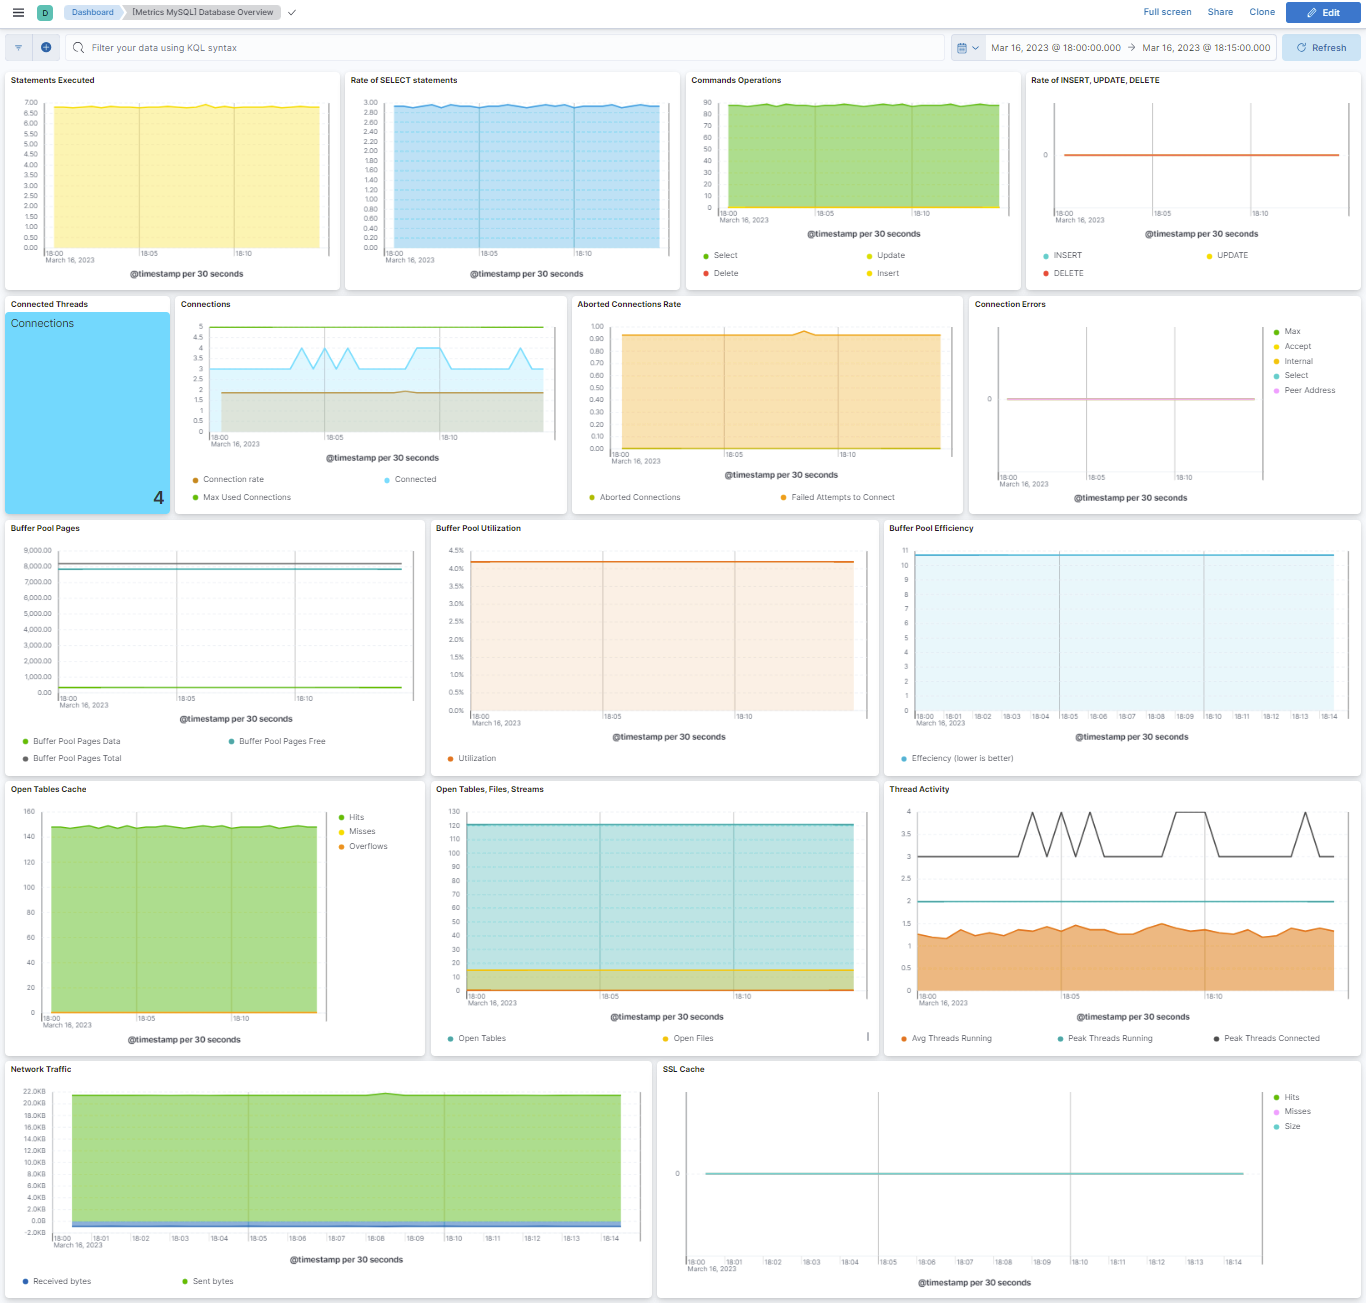 D Dashboard [Metrics MySQL] Database Overview Full screen Share Clone Edit
Filter your data using KQL syntax Mar 16, 2023 @ 18:00:00.000 → Mar 16, 2023 @ 18:15:00.000 Refresh
Statements Executed
7.00
6.50
6.00
5.50
5.00
4.50
4.00
3.50
3.00
2.50
2.00
1.50
1.00
0.50
0.00
18:00 18:05 18:10
March 16, 2023
@timestamp per 30 seconds
Rate of SELECT statements
3.00
2.80
2.60
2.40
2.20
2.00
1.80
1.60
1.40
1.20
1.00
0.80
0.60
0.40
0.20
0.00
18:00 18:05 18:10
March 16, 2023
@timestamp per 30 seconds
Commands Operations
90
80
70
60
50
40
30
20
10
0
18:00 18:05 18:10
March 16, 2023
@timestamp per 30 seconds
Select Update
Delete Insert
Rate of INSERT, UPDATE, DELETE
0
18:00 18:05 18:10
March 16, 2023
@timestamp per 30 seconds
INSERT UPDATE
DELETE
Connected Threads
Connections
4
Connections
5
4.5
4
3.5
3
2.5
2
1.5
1
0.5
0
18:00 18:05 18:10
March 16, 2023
@timestamp per 30 seconds
Connection rate Connected
Max Used Connections
Aborted Connections Rate
1.00
0.90
0.80
0.70
0.60
0.50
0.40
0.30
0.20
0.10
0.00
18:00 18:05 18:10
March 16, 2023
@timestamp per 30 seconds
Aborted Connections Failed Attempts to Connect
Connection Errors
0
18:00 18:05 18:10
March 16, 2023
@timestamp per 30 seconds
Max
Accept
Internal
Select
Peer Address
Buffer Pool Pages
9,000.00
8,000.00
7,000.00
6,000.00
5,000.00
4,000.00
3,000.00
2,000.00
1,000.00
0.00
18:00 18:05 18:10
March 16, 2023
@timestamp per 30 seconds
Buffer Pool Pages Data Buffer Pool Pages Free
Buffer Pool Pages Total
Buffer Pool Utilization
4.5%
4.0%
3.5%
3.0%
2.5%
2.0%
1.5%
1.0%
0.5%
0.0%
18:00 18:05 18:10
March 16, 2023
@timestamp per 30 seconds
Utilization
Buffer Pool Efficiency
11
10
9
8
7
6
5
4
3
2
1
0
18:00 18:01 18:02 18:03 18:04 18:05 18:06 18:07 18:08 18:09 18:10 18:11 18:12 18:13 18:14
March 16, 2023
@timestamp per 30 seconds
Effeciency (lower is better)
Open Tables Cache
160
140
120
100
80
60
40
20
0
18:00 18:05 18:10
March 16, 2023
@timestamp per 30 seconds
Hits
Misses
Overflows
Open Tables, Files, Streams
130
120
110
100
90
80
70
60
50
40
30
20
10
0
18:00 18:05 18:10
March 16, 2023
@timestamp per 30 seconds
Open Tables Open Files
Thread Activity
4
3.5
3
2.5
2
1.5
1
0.5
0
18:00 18:05 18:10
March 16, 2023
@timestamp per 30 seconds
Avg Threads Running Peak Threads Running Peak Threads Connected
Network Traffic
22.0KB
20.0KB
18.0KB
16.0KB
14.0KB
12.0KB
10.0KB
8.0KB
6.0KB
4.0KB
2.0KB
0.0B
-2.0KB
18:00 18:01 18:02 18:03 18:04 18:05 18:06 18:07 18:08 18:09 18:10 18:11 18:12 18:13 18:14
March 16, 2023
@timestamp per 30 seconds
Received bytes Sent bytes
SSL Cache
0
18:00 18:01 18:02 18:03 18:04 18:05 18:06 18:07 18:08 18:09 18:10 18:11 18:12 18:13 18:14
March 16, 2023
@timestamp per 30 seconds
Hits
Misses
Size